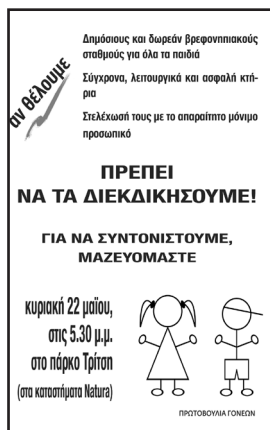 αν θέλουμε
Δημόσιους και δωρεάν βρεφονηπιακούς
σταθμούς για όλα τα παιδιά
Σύγχρονα, λειτουργικά και ασφαλή κτή-
ρια
Στελέχωσή τους με το απαραίτητο μόνιμο
προσωπικό
ΠΡΕΠΕΙ
ΝΑ ΤΑ ΔΙΕΚΔΙΚΗΣΟΥΜΕ!
ΓΙΑ ΝΑ ΣΥΝΤΟΝΙΣΤΟΥΜΕ,
ΜΑΖΕΥΟΜΑΣΤΕ
κυριακή 22 μαΐου,
στις 5.30 μ.μ.
στο πάρκο Τρίτση
(στα καταστήματα Natura)
ΠΡΩΤΟΒΟΥΛΙΑ ΓΟΝΕΩΝ